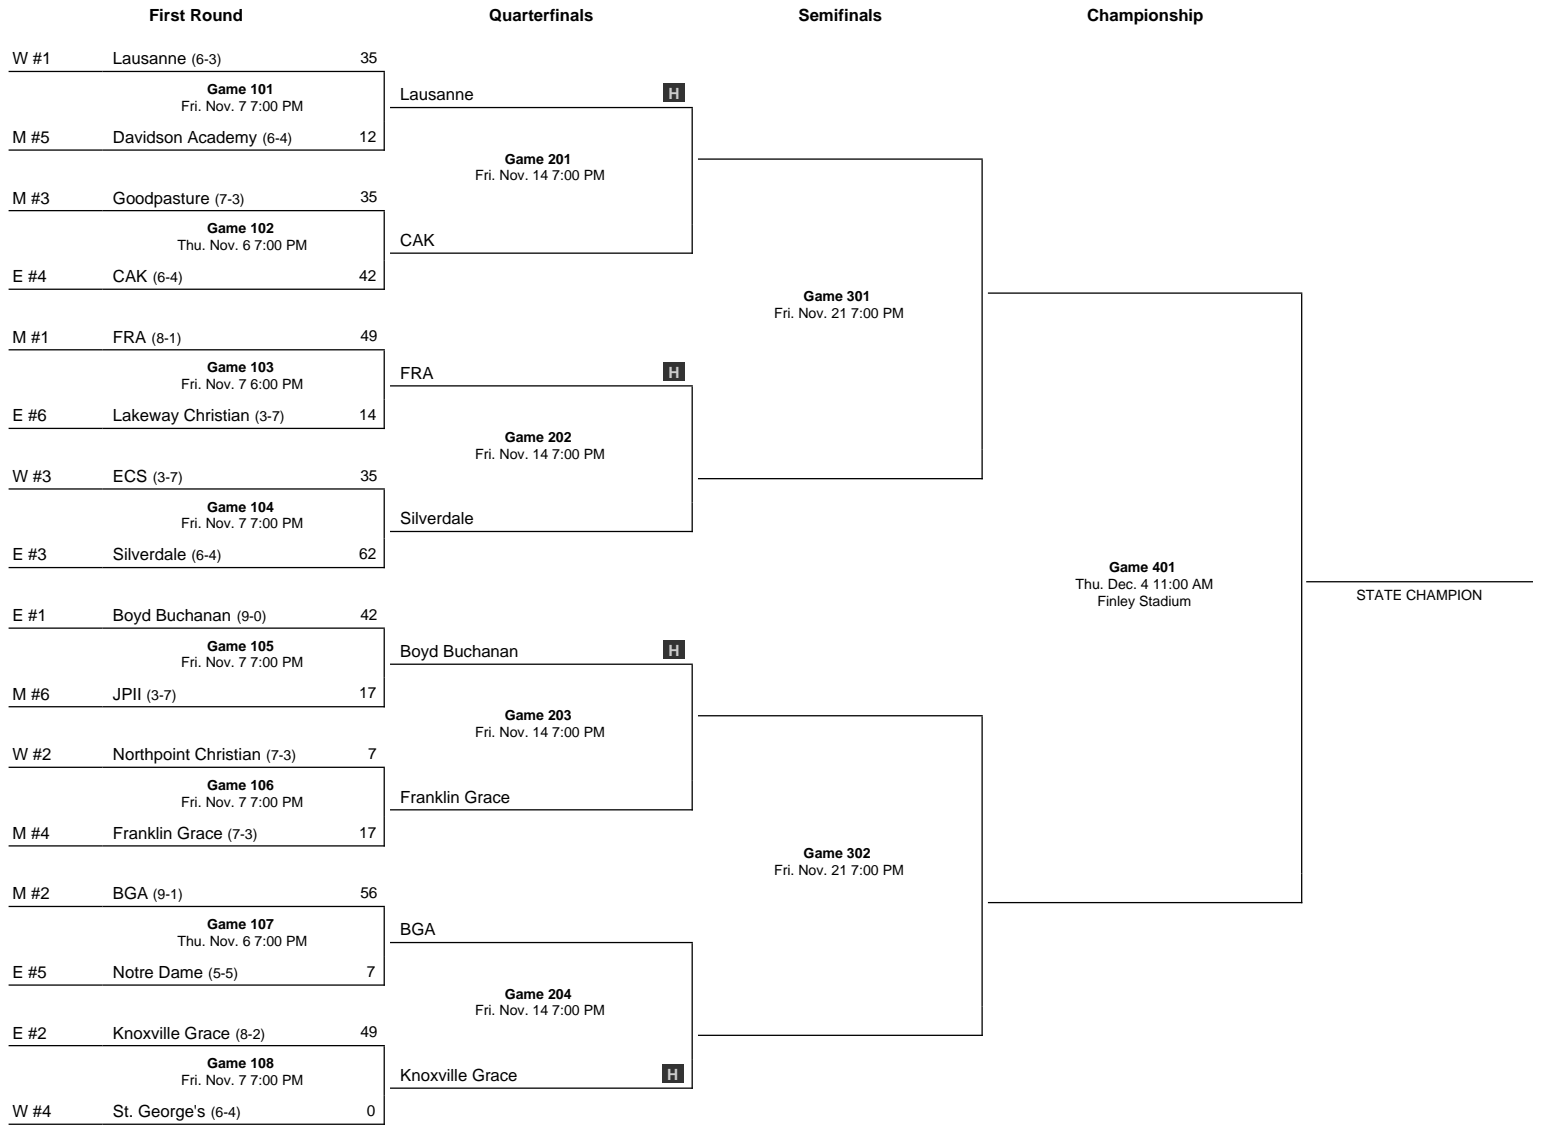 First Round Quarterfinals Semifinals Championship
W #1 Lausanne (6-3) 35
Game 101
Fri. Nov. 7 7:00 PM
M #5 Davidson Academy (6-4) 12
M #3 Goodpasture (7-3) 35
Game 102
Thu. Nov. 6 7:00 PM
E #4 CAK (6-4) 42
M #1 FRA (8-1) 49
Game 103
Fri. Nov. 7 6:00 PM
E #6 Lakeway Christian (3-7) 14
W #3 ECS (3-7) 35
Game 104
Fri. Nov. 7 7:00 PM
E #3 Silverdale (6-4) 62
E #1 Boyd Buchanan (9-0) 42
Game 105
Fri. Nov. 7 7:00 PM
M #6 JPII (3-7) 17
W #2 Northpoint Christian (7-3) 7
Game 106
Fri. Nov. 7 7:00 PM
M #4 Franklin Grace (7-3) 17
M #2 BGA (9-1) 56
Game 107
Thu. Nov. 6 7:00 PM
E #5 Notre Dame (5-5) 7
E #2 Knoxville Grace (8-2) 49
Game 108
Fri. Nov. 7 7:00 PM
W #4 St. George's (6-4) 0
Lausanne H
Game 201
Fri. Nov. 14 7:00 PM
CAK
FRA H
Game 202
Fri. Nov. 14 7:00 PM
Silverdale
Boyd Buchanan H
Game 203
Fri. Nov. 14 7:00 PM
Franklin Grace
BGA
Game 204
Fri. Nov. 14 7:00 PM
Knoxville Grace H
Game 301
Fri. Nov. 21 7:00 PM
Game 302
Fri. Nov. 21 7:00 PM
Game 401
Thu. Dec. 4 11:00 AM
Finley Stadium
STATE CHAMPION